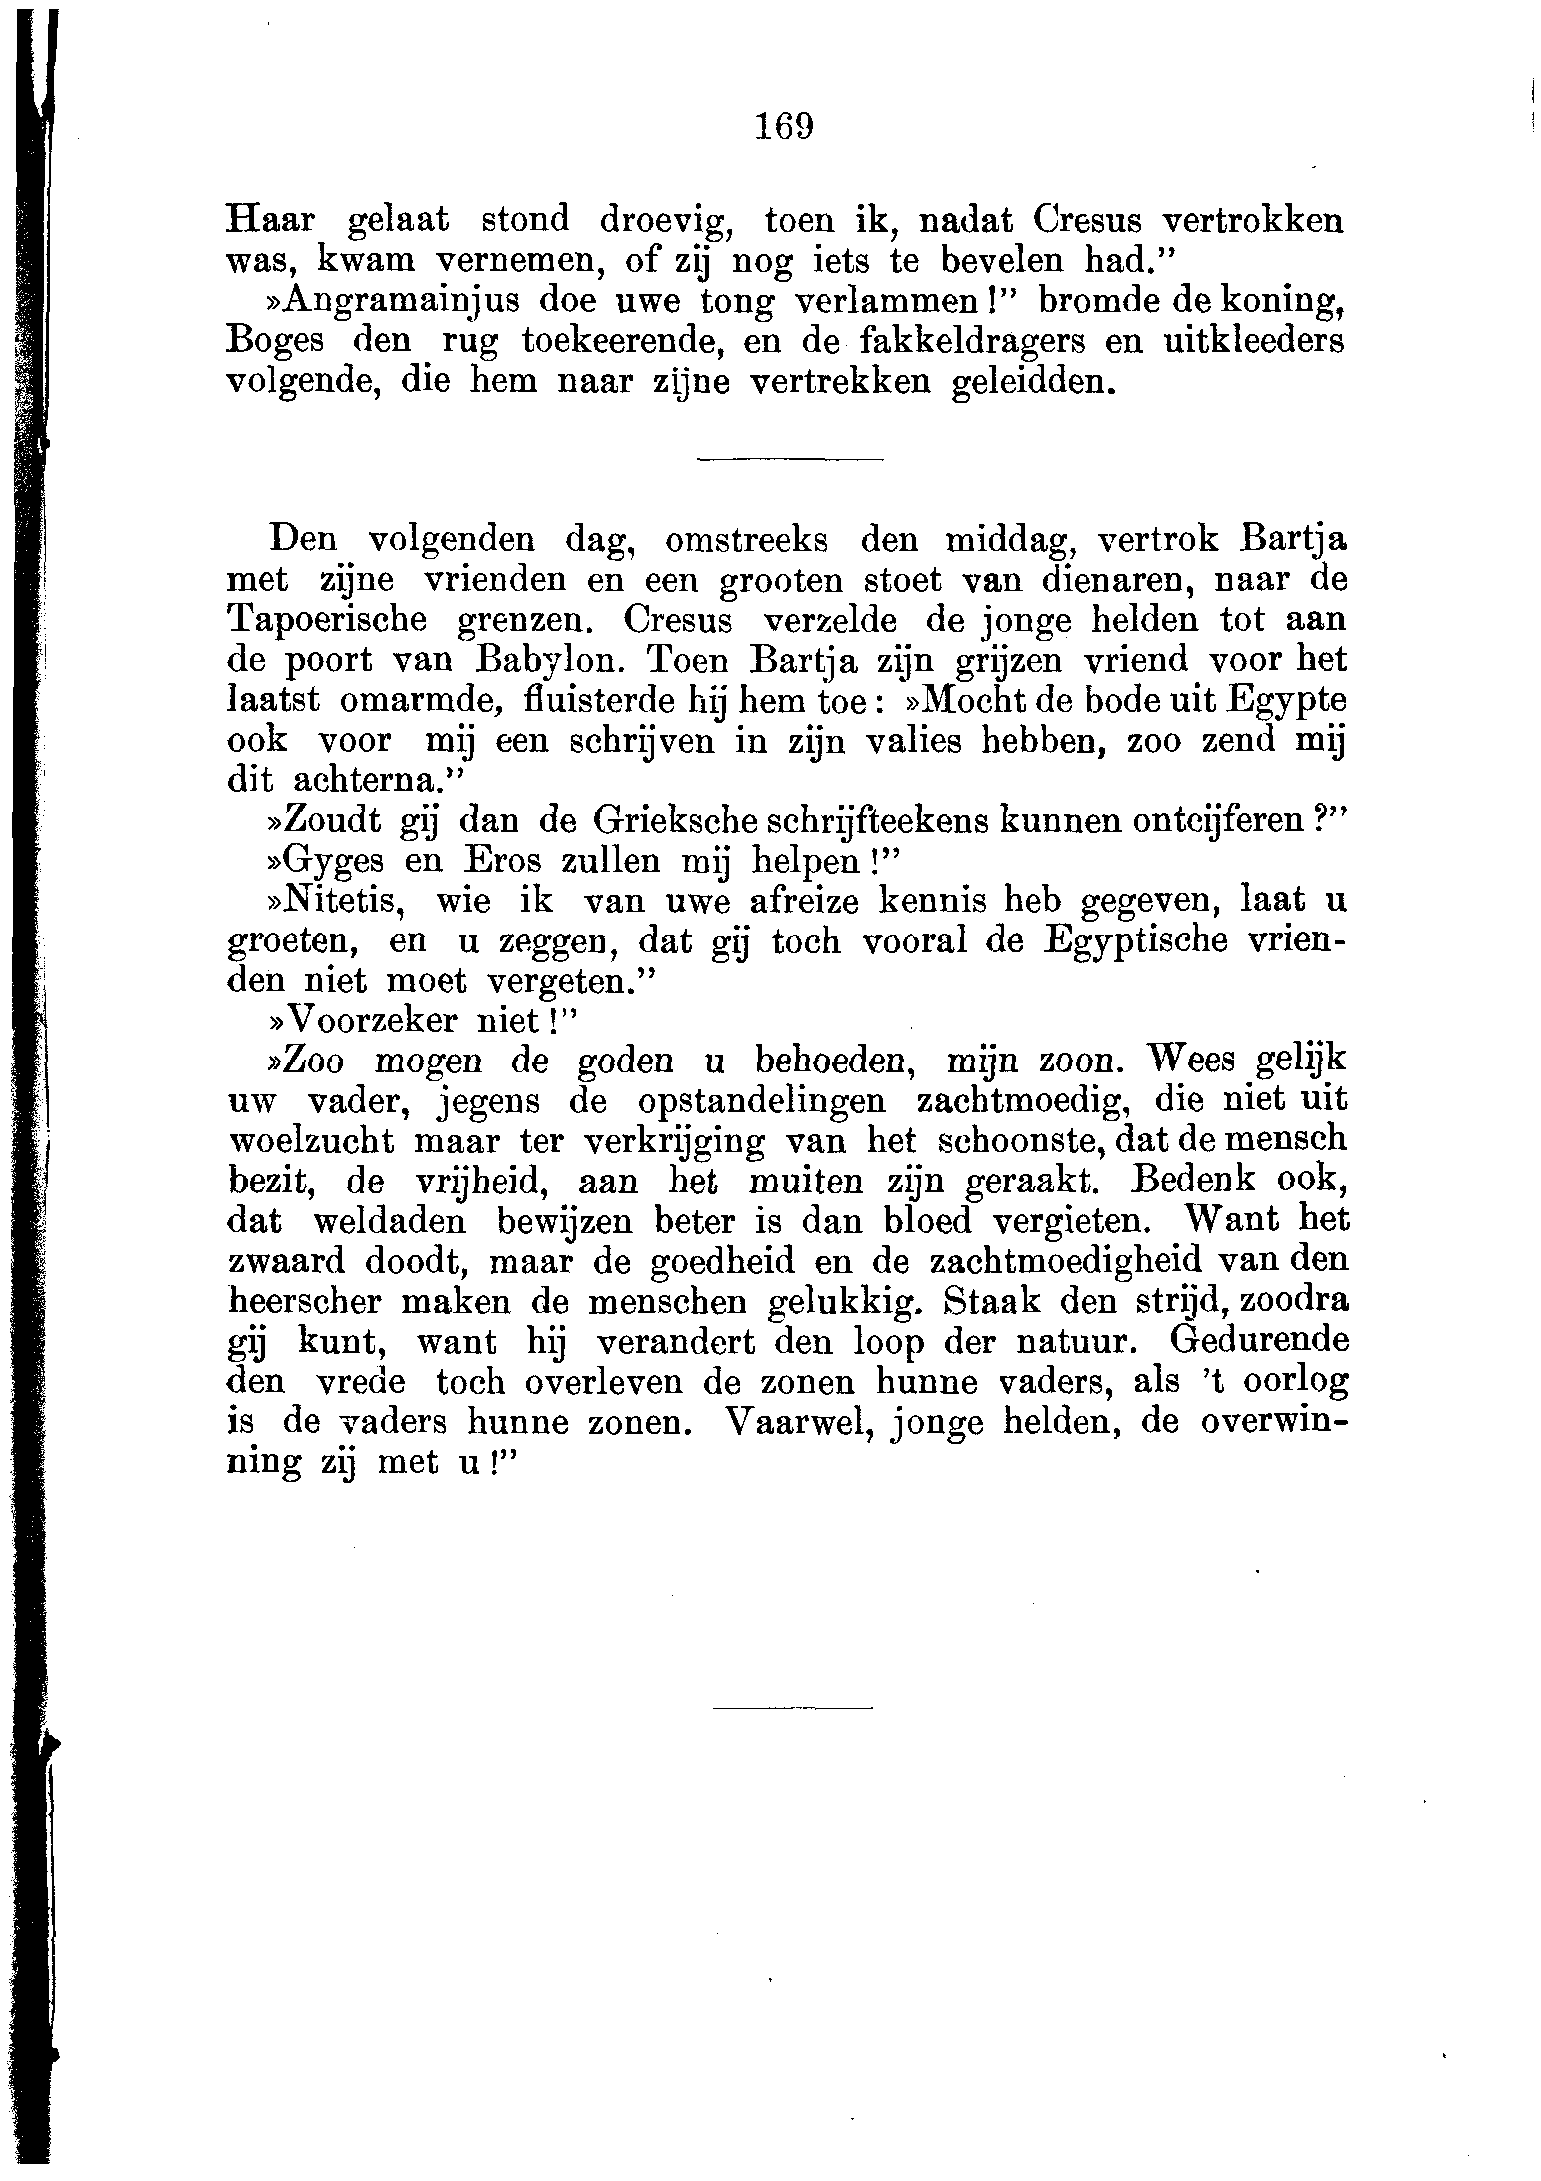 169
Haar gelaat stond droevig, toen ik, nadat Cresus vertrokken
was, kwam vernemen, of zij nog iets te bevelen had.”
»Angramainjus doe uwe tong verlammen!” bromde de koning,
Boges den rug toekeerende, en de fakkeldragers en uitkleeders
volgende, die hem naar zijne vertrekken geleidden.
Den volgenden dag, omstreeks den middag, vertrok Bartja
met zijne vrienden en een grooten stoet van dienaren, naar de
Tapoerische grenzen. Cresus verzelde de jonge helden tot aan
de poort van Babylon. Toen Bartja zijn grijzen vriend voor het
laatst omarmde, fluisterde hij hem toe: »Mocht de bode uit Egypte
ook voor mij een schrijven in zijn valies hebben, zoo zend mij
dit achterna.”
»Zoudt gij dan de Grieksche schrijfteekens kunnen ontcijferen?”
»Gyges en Eros zullen mij helpen!”
»Nitetis, wie ik van uwe afreize kennis heb gegeven, laat u
groeten, en u zeggen, dat gij toch vooral de Egyptische vrien-
den niet moet vergeten.”
»Voorzeker niet!”
»Zoo mogen de goden u behoeden, mijn zoon. Wees gelijk
uw vader, jegens de opstandelingen zachtmoedig, die niet uit
woelzucht maar ter verkrijging van het schoonste, dat de mensch
bezit, de vrijheid, aan het muiten zijn geraakt. Bedenk ook,
dat weldaden bewijzen beter is dan bloed vergieten. Want het
zwaard doodt, maar de goedheid en de zachtmoedigheid van den
heerscher maken de menschen gelukkig. Staak den strijd, zoodra
gij kunt, want hij verandert den loop der natuur. Gedurende
den vrede toch overleven de zonen hunne vaders, als 't oorlog
is de vaders hunne zonen. Vaarwel, jonge helden, de overwin-
ning zij met u!”